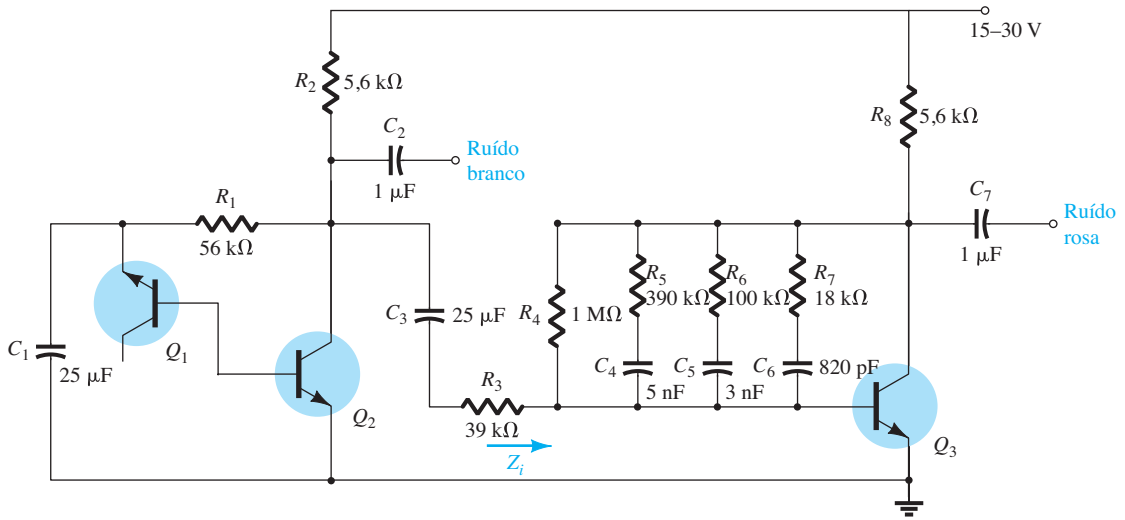 15–30 V
R2 5,6 kΩ
R8 5,6 kΩ
C2
1 μF
Ruído
branco
R1
56 kΩ
C7
1 μF
Ruído
rosa
C1
25 μF
Q1
Q2
C3 25 μF
R3
39 kΩ
Zi
R4 1 MΩ
R5
390 kΩ
R6
100 kΩ
R7
18 kΩ
C4
5 nF
C5
3 nF
C6 820 pF
Q3